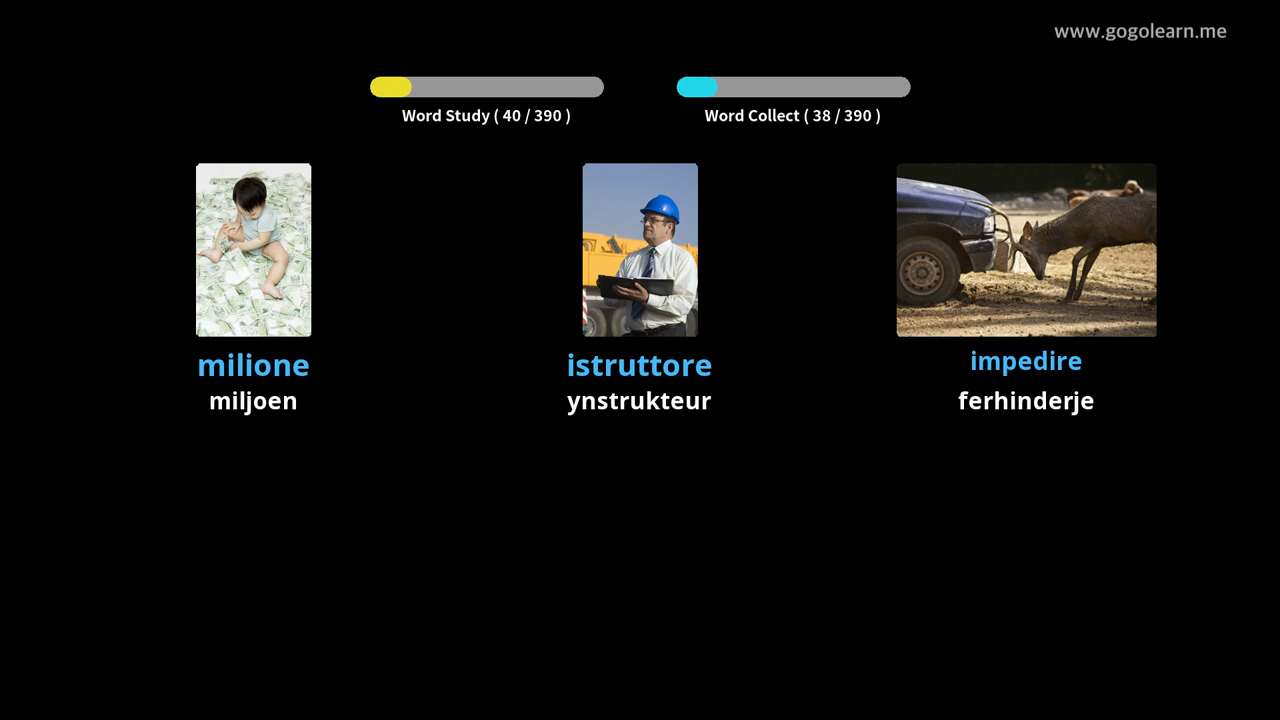 www.gogolearn.me
Word Study ( 40 / 390 )
Word Collect ( 38 / 390 )
milione
istruttore
impedire
miljoen
ynstrukteur
ferhinderje